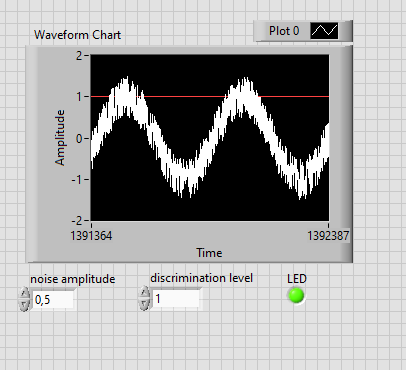 Waveform Chart
Plot 0
Amplitude
2
1
0
-1
-2
1391364
1392387
Time
noise amplitude
discrimination level
LED
0,5
1